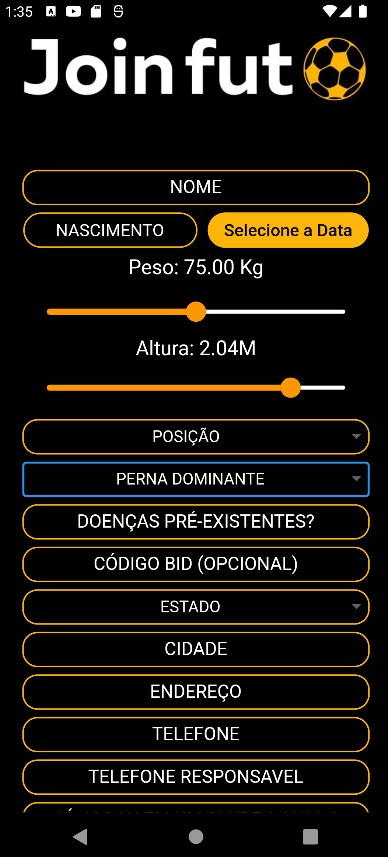 1:35
Join fut
NOME
NASCIMENTO Selecione a Data
Peso: 75.00 Kg
Altura: 2.04M
POSIÇÃO
PERNA DOMINANTE
DOENÇAS PRÉ-EXISTENTES?
CÓDIGO BID (OPCIONAL)
ESTADO
CIDADE
ENDEREÇO
TELEFONE
TELEFONE RESPONSAVEL